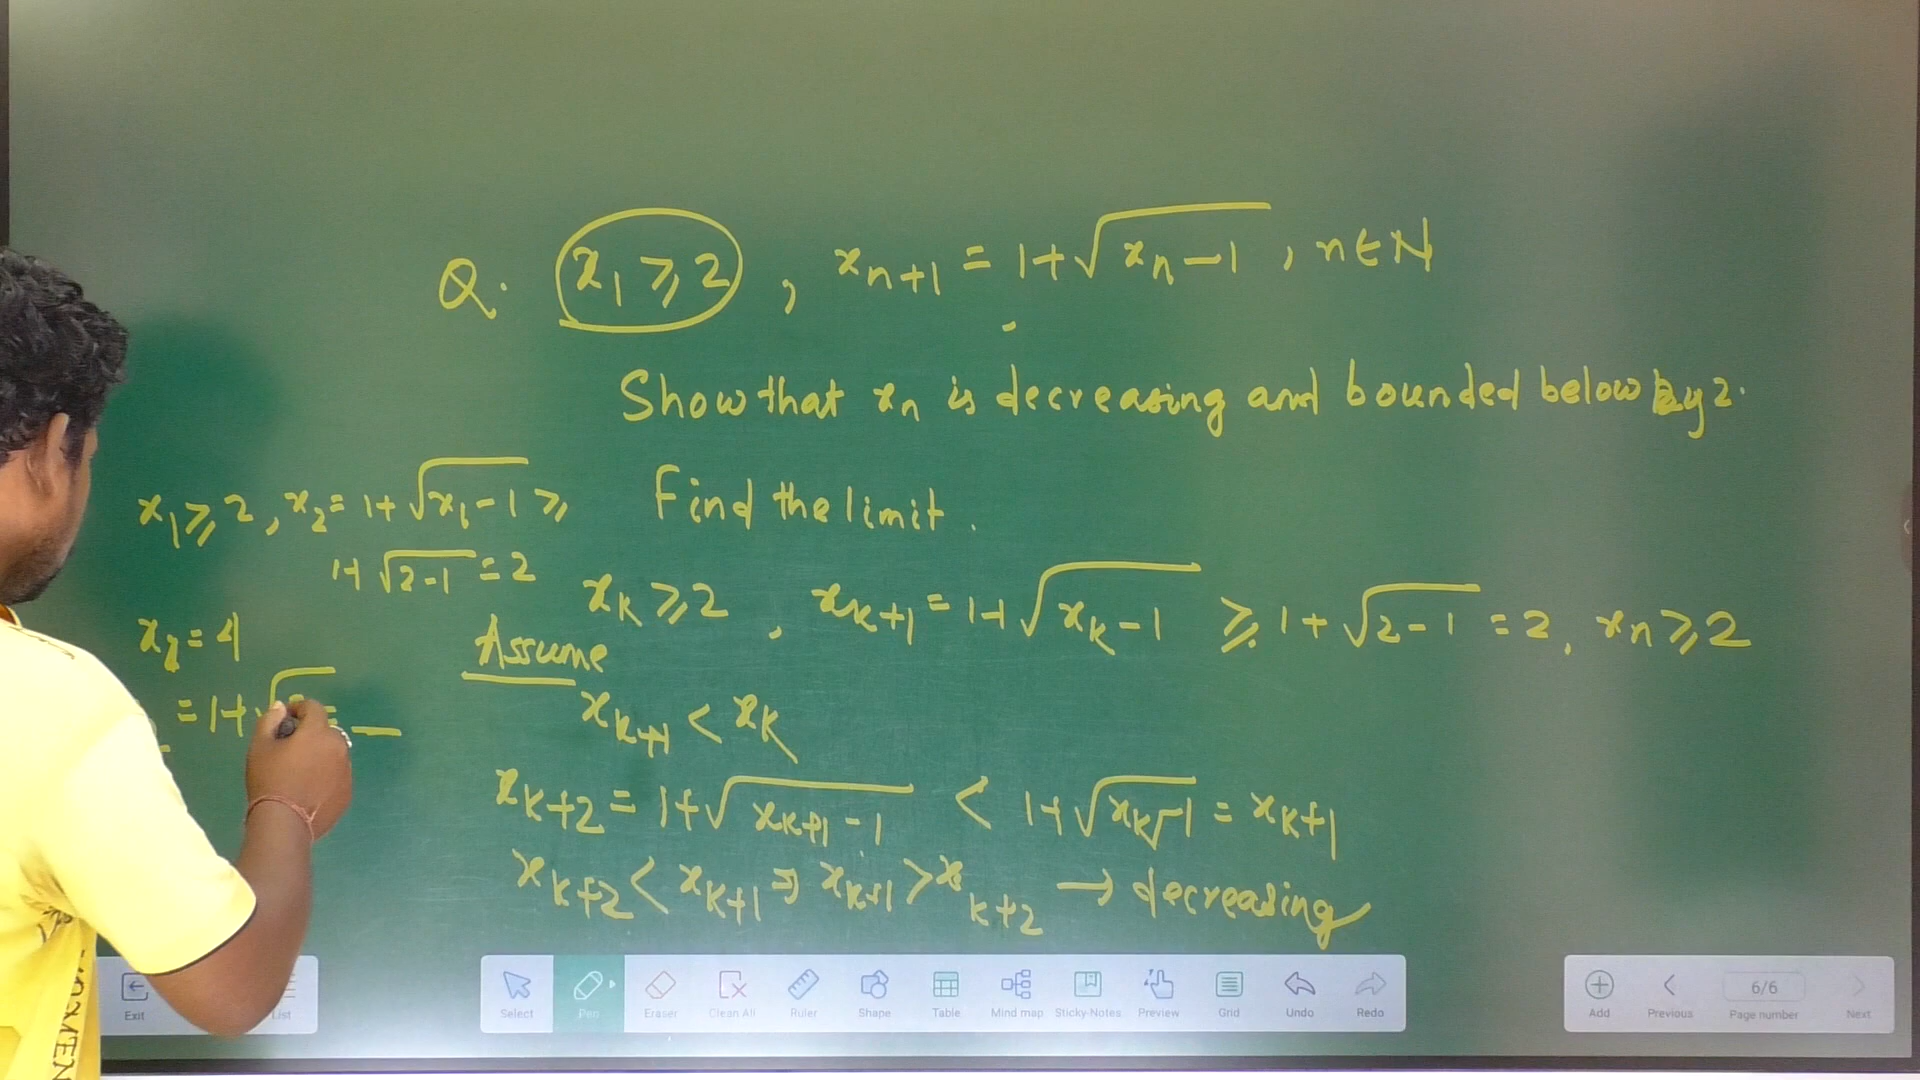 Q. x₁ ⩾ 2 , xₙ₊₁ = 1+√(xₙ−1) , n∈N
Show that xₙ is decreasing and bounded below by 2.
Find the limit.
x₁ ⩾ 2, x₂ = 1+√(x₁−1) ⩾
1+√(2−1) = 2
Assume
x_k ⩾ 2 , x_{k+1} = 1+√(x_k−1) ⩾ 1+√(2−1) = 2, xₙ ⩾ 2
x_{k+1} < x_k
x_{k+2} = 1+√(x_{k+1}−1) < 1+√(x_k−1) = x_{k+1}
x_{k+2} < x_{k+1} ⇒ x_{k+1} > x_{k+2} → decreasing
= 4
= 1+√
Exit
List
Select Pen Eraser Clean All Ruler Shape Table Mind map Sticky-Notes Preview Grid Undo Redo
Add Previous 6/6 Page number Next